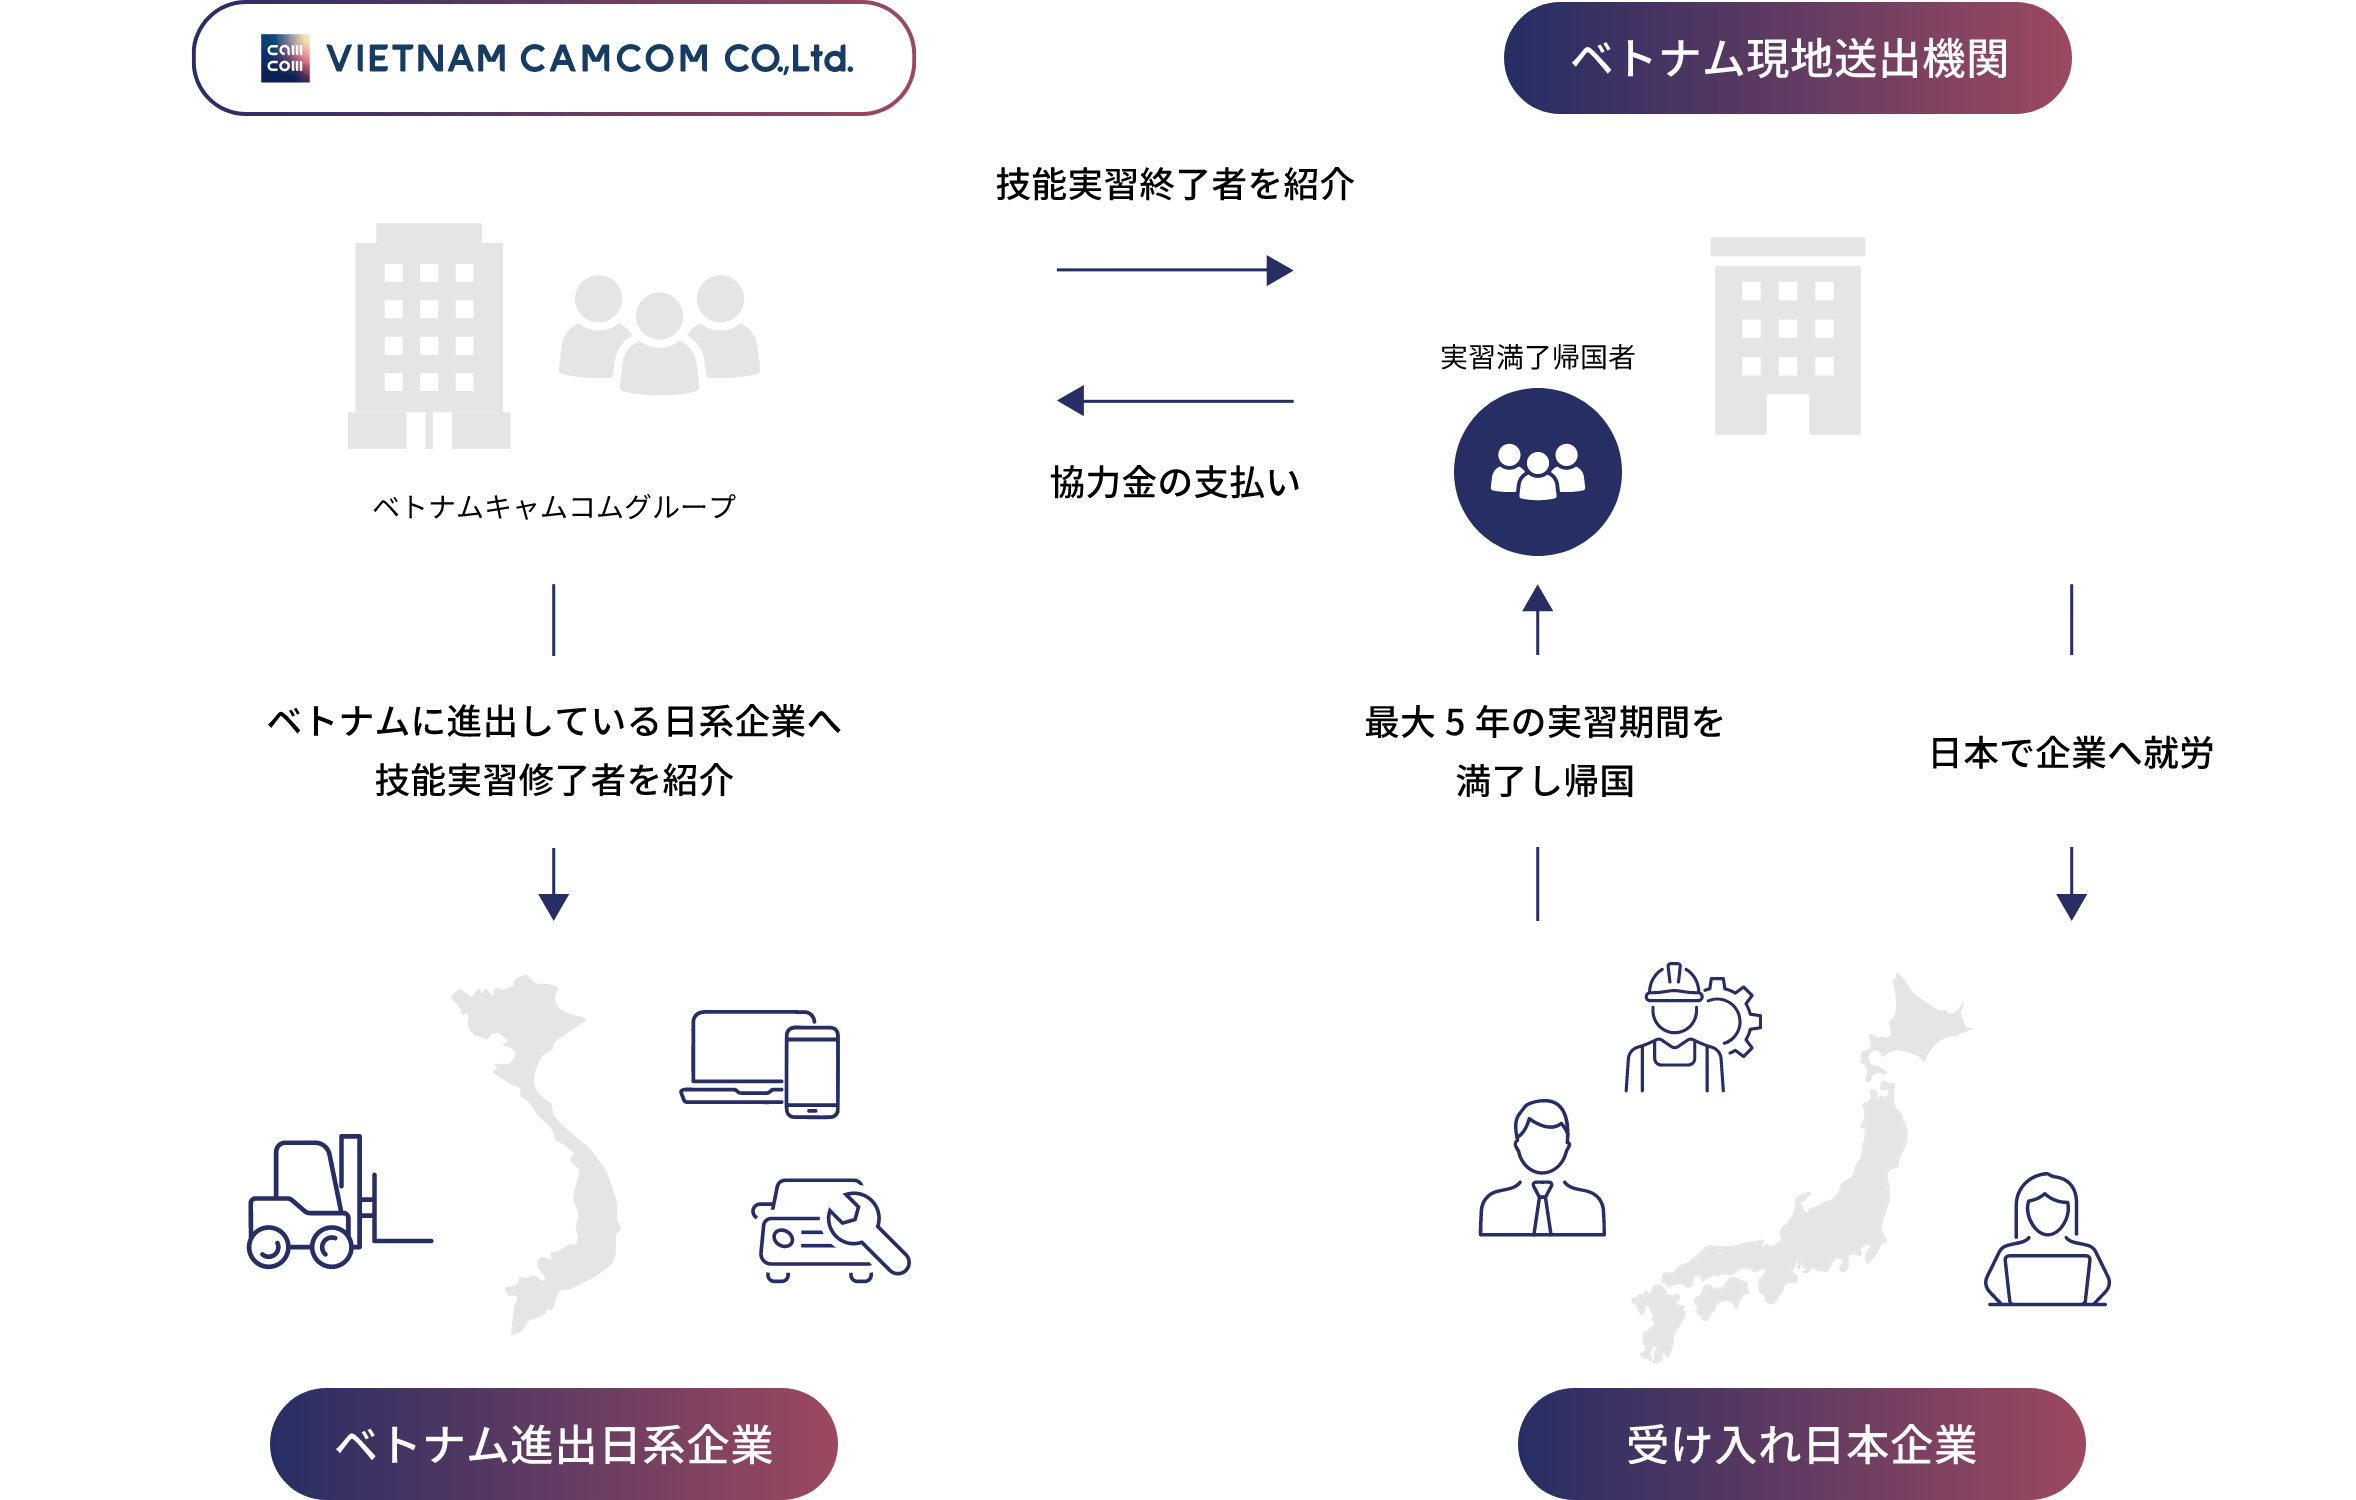 cam
com
VIETNAM CAMCOM CO.,Ltd.
ベトナム現地送出機関
技能実習終了者を紹介
実習満了帰国者
協力金の支払い
ベトナムキャムコムグループ
ベトナムに進出している日系企業へ
技能実習修了者を紹介
最大5年の実習期間を
満了し帰国
日本で企業へ就労
ベトナム進出日系企業
受け入れ日本企業